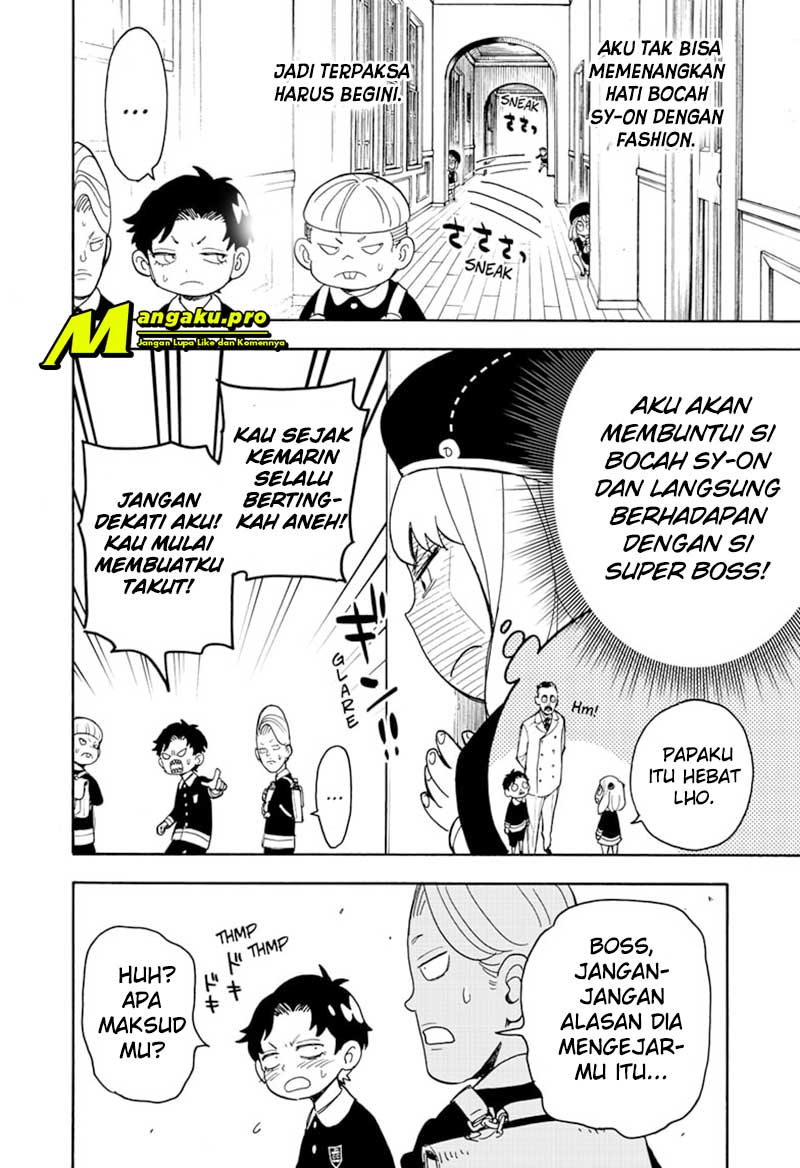 AKU TAK BISA
MEMENANGKAN
HATI BOCAH
SY-ON DENGAN
FASHION.
JADI TERPAKSA
HARUS BEGINI.
SNEAK
ささっ
ささささっ
SNEAK
...
Mangaku.pro
Jangan Lupa Like dan Komennya
AKU AKAN
MEMBUNTUI SI
BOCAH SY-ON
DAN LANGSUNG
BERHADAPAN
DENGAN SI
SUPER BOSS!
Hm!
PAPAKU
ITU HEBAT
LHO.
GLARE
KAU SEJAK
KEMARIN
SELALU
BERTING-
KAH ANEH!
JANGAN
DEKATI AKU!
KAU MULAI
MEMBUATKU
TAKUT!
...
BOSS,
JANGAN-
JANGAN
ALASAN DIA
MENGEJAR-
MU ITU...
THMP
THMP
ドドド
HUH?
APA
MAKSUD
MU?